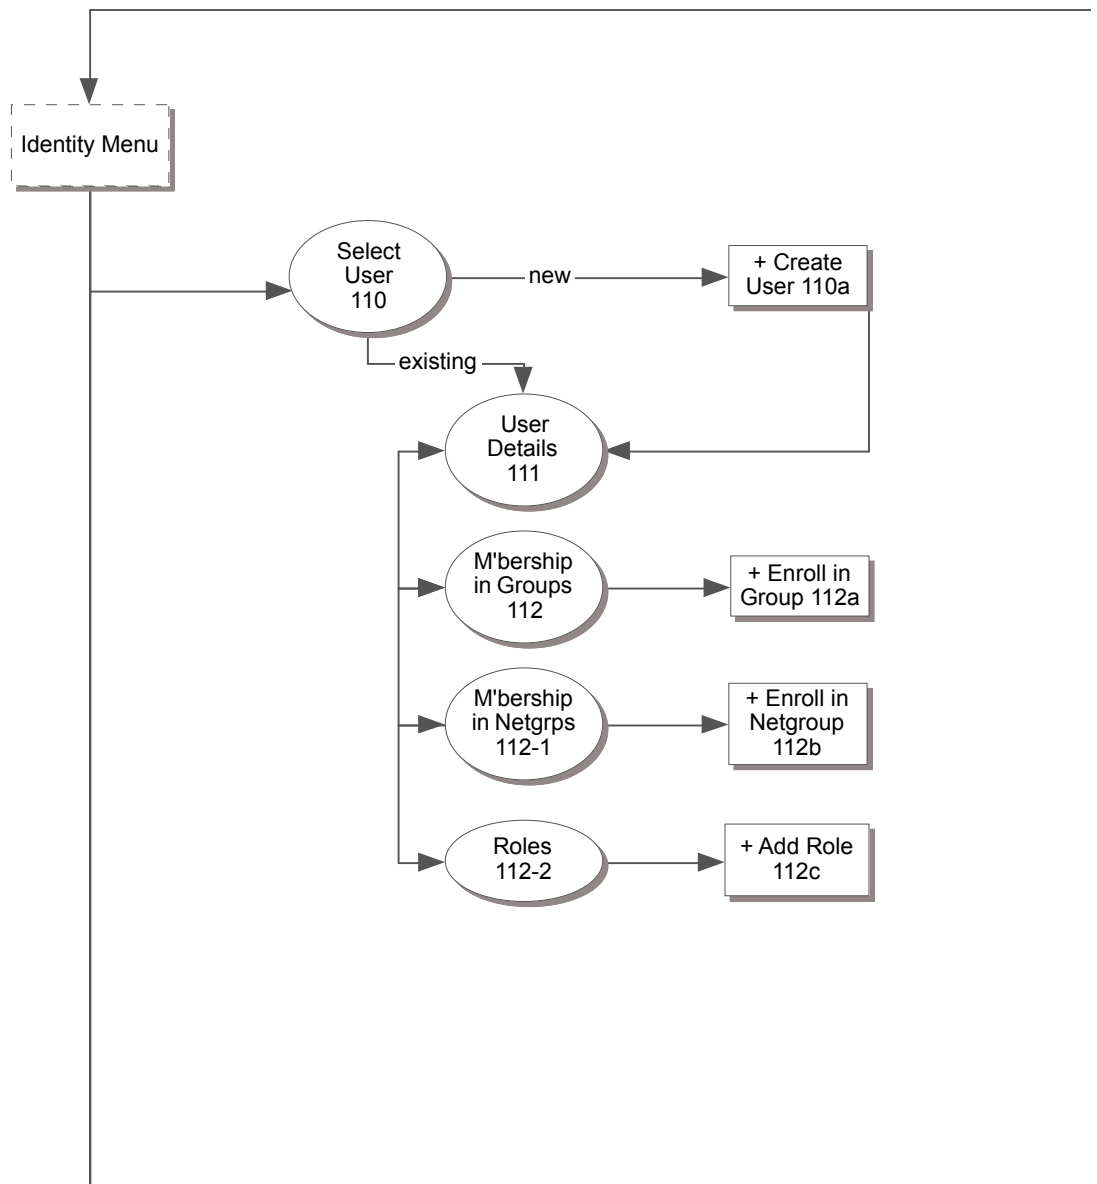 Identity Menu
Select
User
110
new
+ Create
User 110a
existing
User
Details
111
M'bership
in Groups
112
+ Enroll in
Group 112a
M'bership
in Netgrps
112-1
+ Enroll in
Netgroup
112b
Roles
112-2
+ Add Role
112c